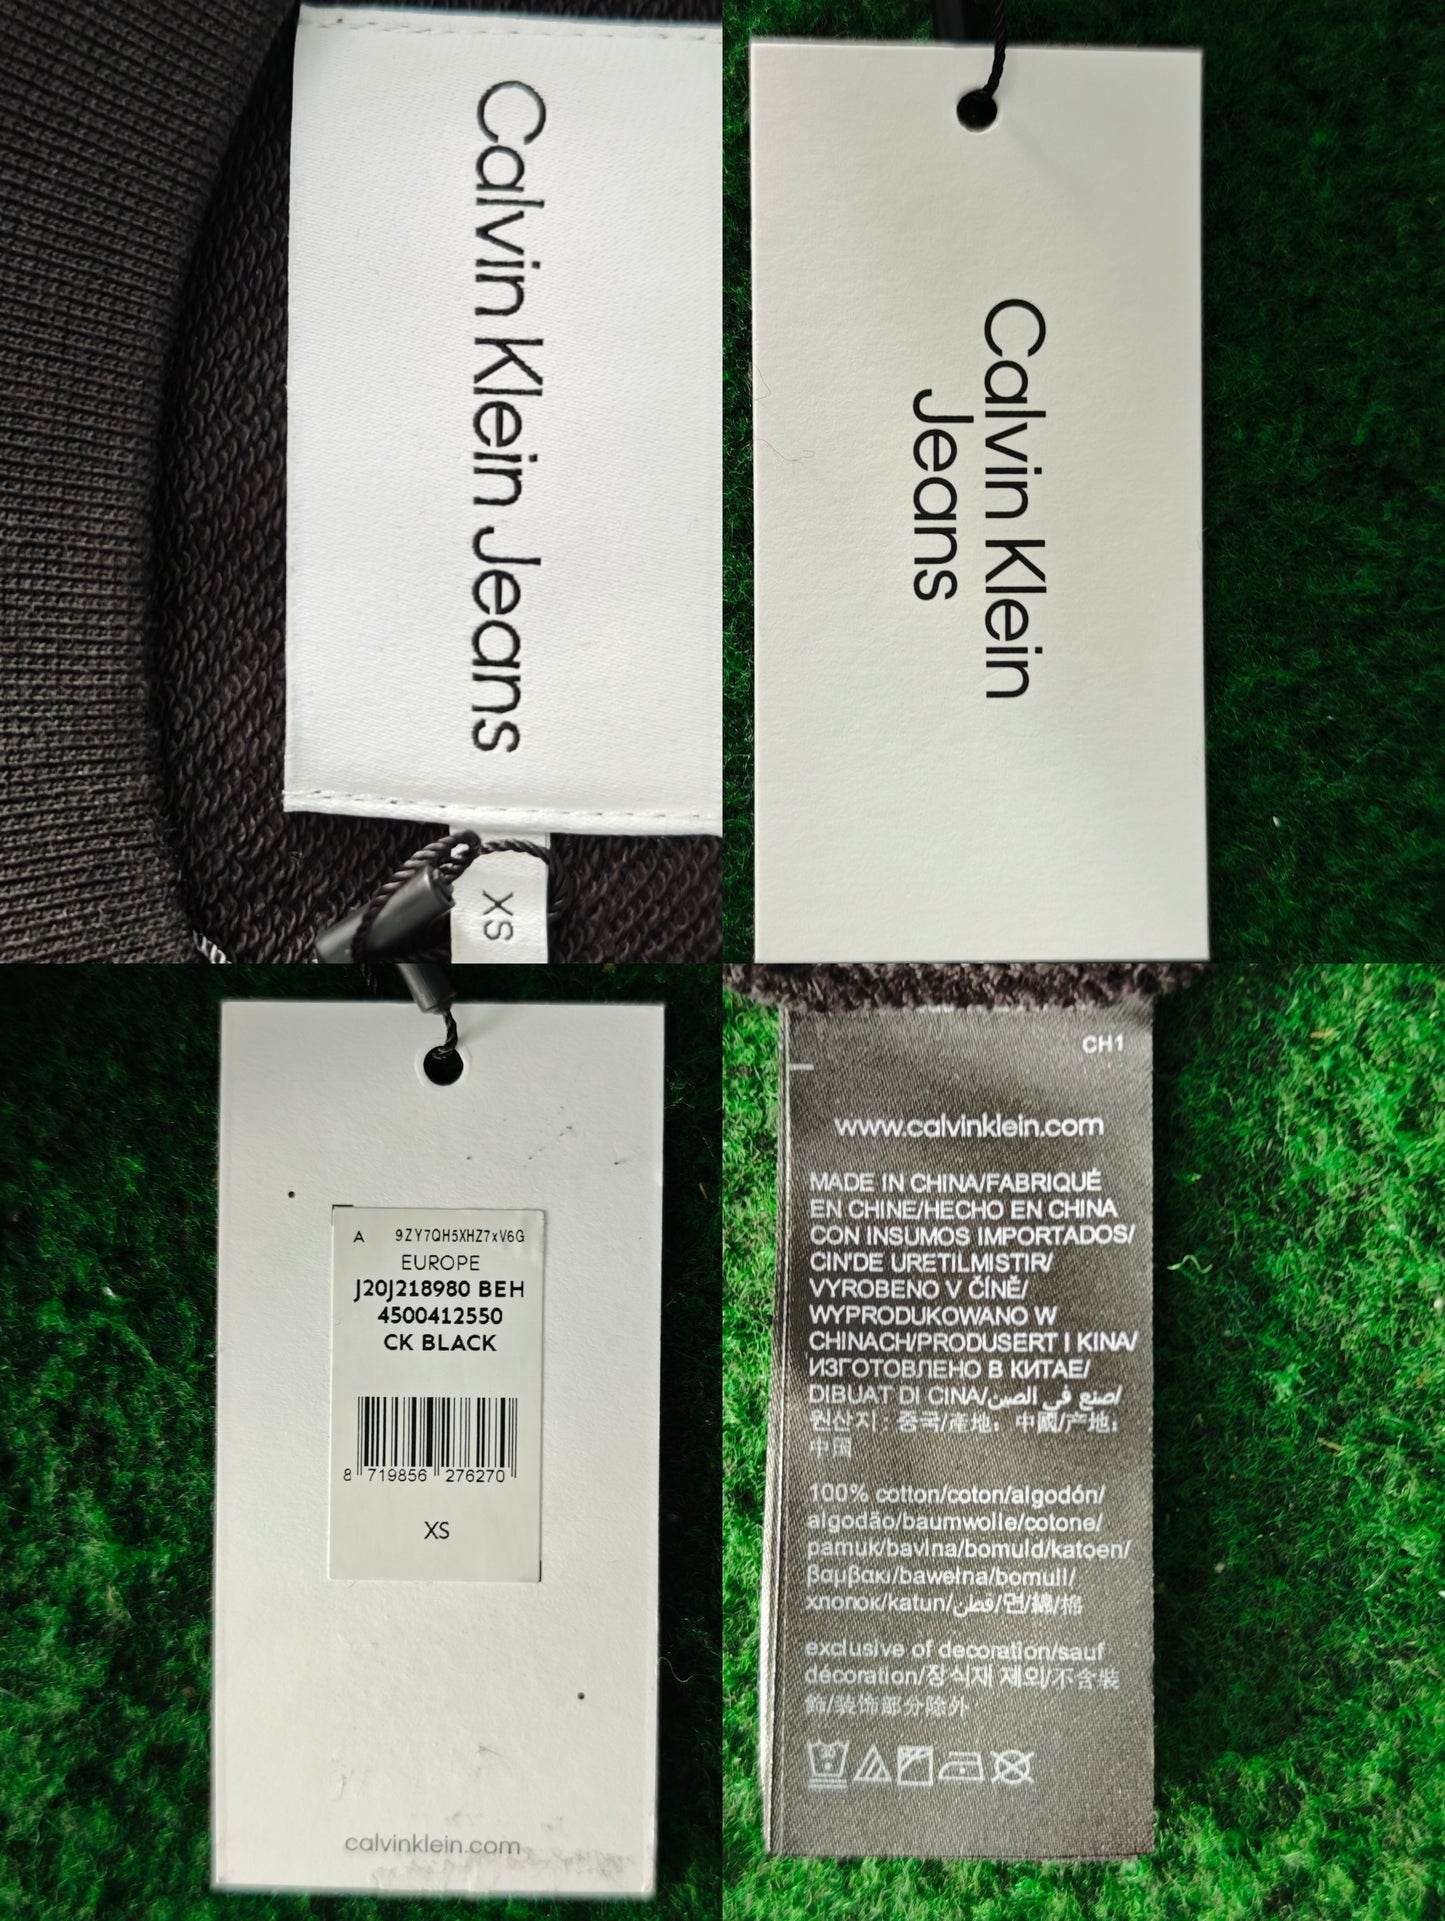 Calvin Klein Jeans
XS
Calvin Klein
Jeans
A 9ZY7QH5XHZ7xV6G
EUROPE
J20J218980 BEH
4500412550
CK BLACK
8 719856 276270
XS
calvinklein.com
CH1
www.calvinklein.com
MADE IN CHINA/FABRIQUÉ
EN CHINE/HECHO EN CHINA
CON INSUMOS IMPORTADOS/
CIN'DE URETILMISTIR/
VYROBENO V ČÍNĚ/
WYPRODUKOWANO W
CHINACH/PRODUSERT I KINA/
ИЗГОТОВЛЕНО В КИТАЕ/
DIBUAT DI CINA/صنع في الصين/
원산지: 중국/産地: 中國/产地:
中国
100% cotton/coton/algodón/
algodão/baumwolle/cotone/
pamuk/bavlna/bomuld/katoen/
βαμβακι/bawełna/bomull/
хлопок/katun/قطن/면/綿/棉
exclusive of decoration/sauf
décoration/장식재 제외/不含裝
飾/装饰部分除外